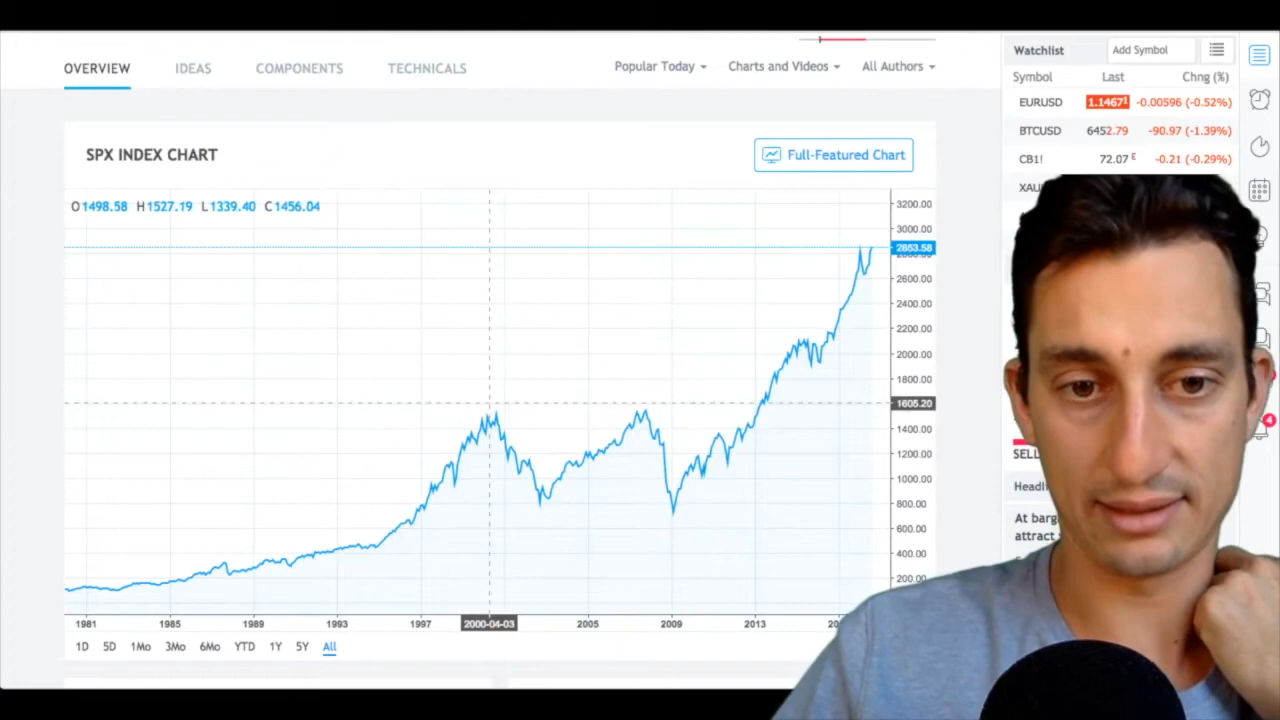 OVERVIEW IDEAS COMPONENTS TECHNICALS Popular Today Charts and Videos All Authors
SPX INDEX CHART Full-Featured Chart
O1498.58 H1527.19 L1339.40 C1456.04
3200.00
3000.00
2853.58
2600.00
2400.00
2200.00
2000.00
1800.00
1605.20
1400.00
1200.00
1000.00
800.00
600.00
400.00
200.00
1981 1985 1989 1993 1997 2000-04-03 2005 2009 2013
1D 5D 1Mo 3Mo 6Mo YTD 1Y 5Y All
Watchlist Add Symbol
Symbol Last Chng (%)
EURUSD 1.14671 -0.00596 (-0.52%)
BTCUSD 6452.79 -90.97 (-1.39%)
CB1! 72.07 E -0.21 (-0.29%)
4
SELL
At
attract